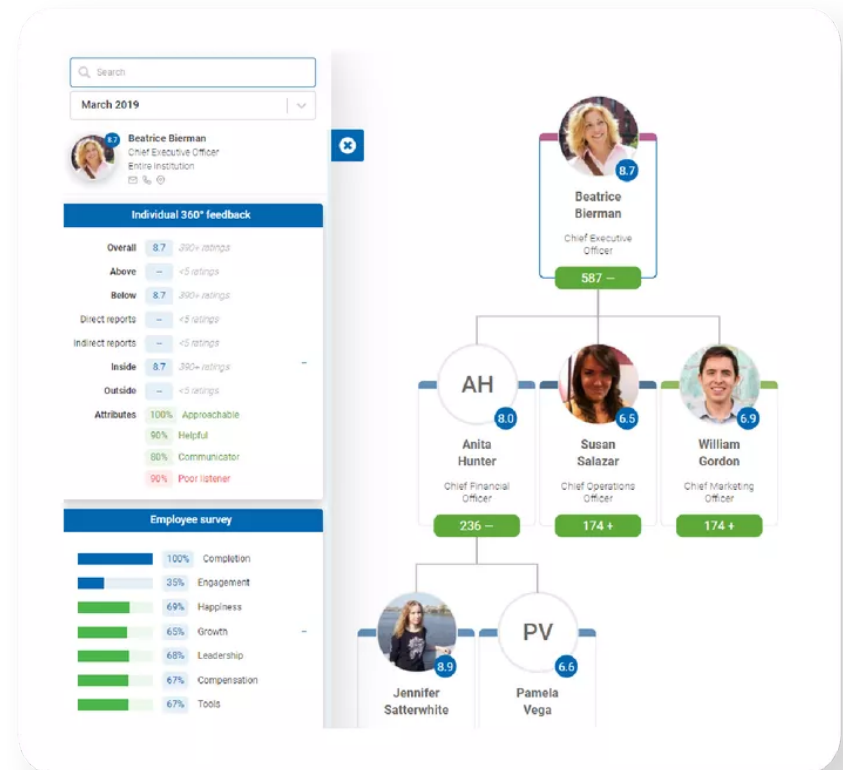 Search
March 2019
8.7
Beatrice Bierman
Chief Executive Officer
Entire Institution
Individual 360° feedback
Overall 8.7 390+ ratings
Above -- <5 ratings
Below 8.7 390+ ratings
Direct reports -- <5 ratings
Indirect reports -- <5 ratings
Inside 8.7 390+ ratings
Outside -- <5 ratings
Attributes 100% Approachable
90% Helpful
80% Communicator
90% Poor listener
Employee survey
100% Completion
35% Engagement
69% Happiness
65% Growth
68% Leadership
67% Compensation
67% Tools
8.7
Beatrice
Bierman
Chief Executive
Officer
587 –
AH
8.0
Anita
Hunter
Chief Financial
Officer
236 –
6.5
Susan
Salazar
Chief Operations
Officer
174 +
6.9
William
Gordon
Chief Marketing
Officer
174 +
8.9
Jennifer
Satterwhite
PV
6.6
Pamela
Vega